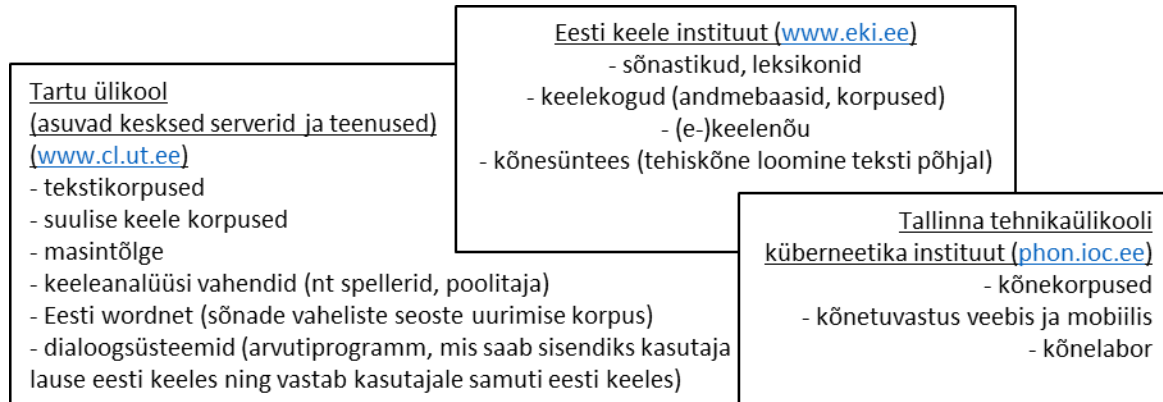 Tartu ülikool
(asuvad kesksed serverid ja teenused)
(www.cl.ut.ee)
- tekstikorpused
- suulise keele korpused
- masintõlge
- keeleanalüüsi vahendid (nt spellerid, poolitaja)
- Eesti wordnet (sõnade vaheliste seoste uurimise korpus)
- dialoogsüsteemid (arvutiprogramm, mis saab sisendiks kasutaja
lause eesti keeles ning vastab kasutajale samuti eesti keeles)
Eesti keele instituut (www.eki.ee)
- sõnastikud, leksikonid
- keelekogud (andmebaasid, korpused)
- (e-)keelenõu
- kõnesüntees (tehiskõne loomine teksti põhjal)
Tallinna tehnikaülikooli
küberneetika instituut (phon.ioc.ee)
- kõnekorpused
- kõnetuvastus veebis ja mobiilis
- kõnelabor